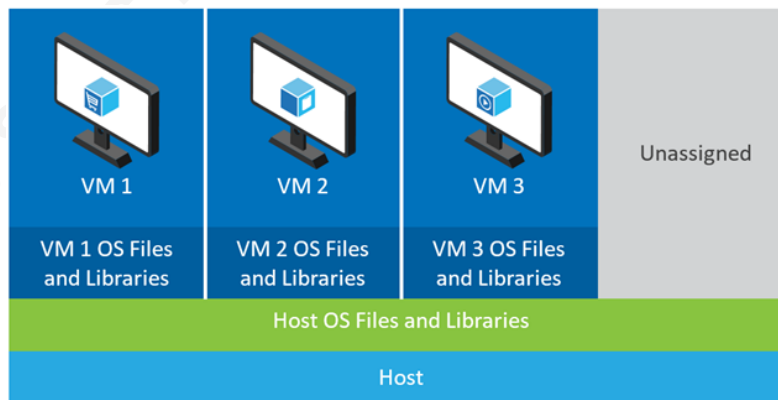 VM 1
VM 2
VM 3
Unassigned
VM 1 OS Files
and Libraries
VM 2 OS Files
and Libraries
VM 3 OS Files
and Libraries
Host OS Files and Libraries
Host